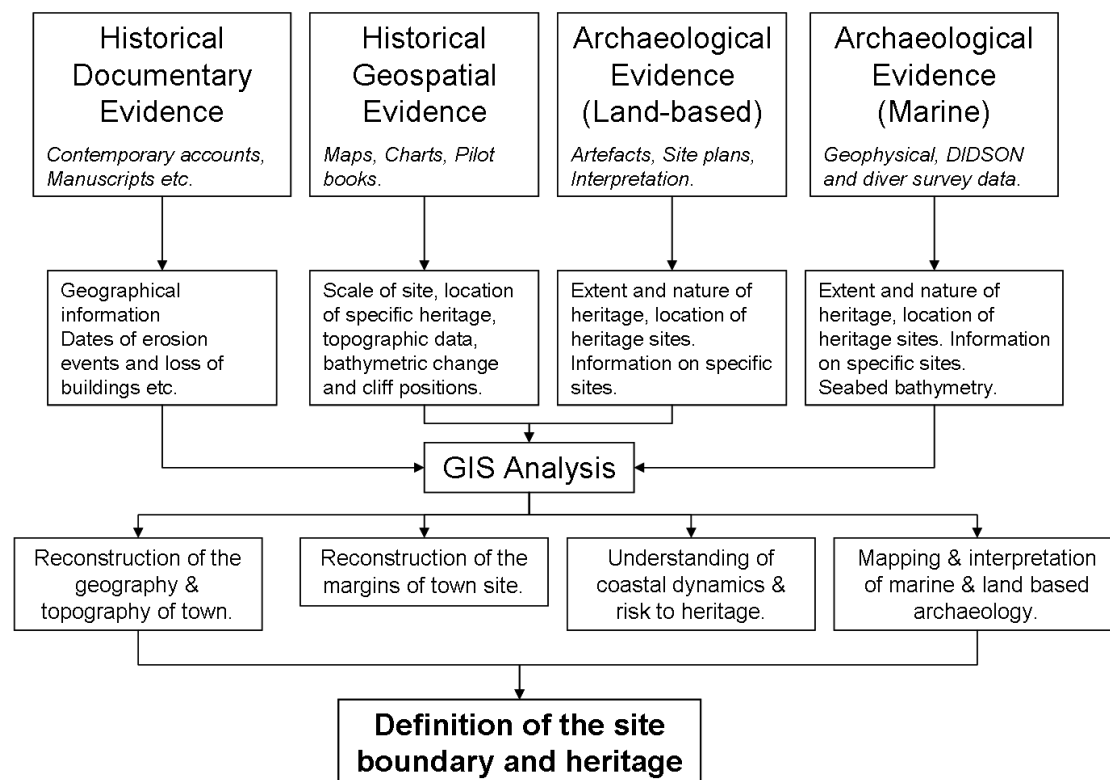 Historical
Documentary
Evidence
Contemporary accounts,
Manuscripts etc.
Historical
Geospatial
Evidence
Maps, Charts, Pilot
books.
Archaeological
Evidence
(Land-based)
Artefacts, Site plans,
Interpretation.
Archaeological
Evidence
(Marine)
Geophysical, DIDSON
and diver survey data.
Geographical
information
Dates of erosion
events and loss of
buildings etc.
Scale of site, location
of specific heritage,
topographic data,
bathymetric change
and cliff positions.
Extent and nature of
heritage, location of
heritage sites.
Information on specific
sites.
Extent and nature of
heritage, location of
heritage sites. Information
on specific sites.
Seabed bathymetry.
GIS Analysis
Reconstruction of the
geography &
topography of town.
Reconstruction of the
margins of town site.
Understanding of
coastal dynamics &
risk to heritage.
Mapping & interpretation
of marine & land based
archaeology.
Definition of the site
boundary and heritage